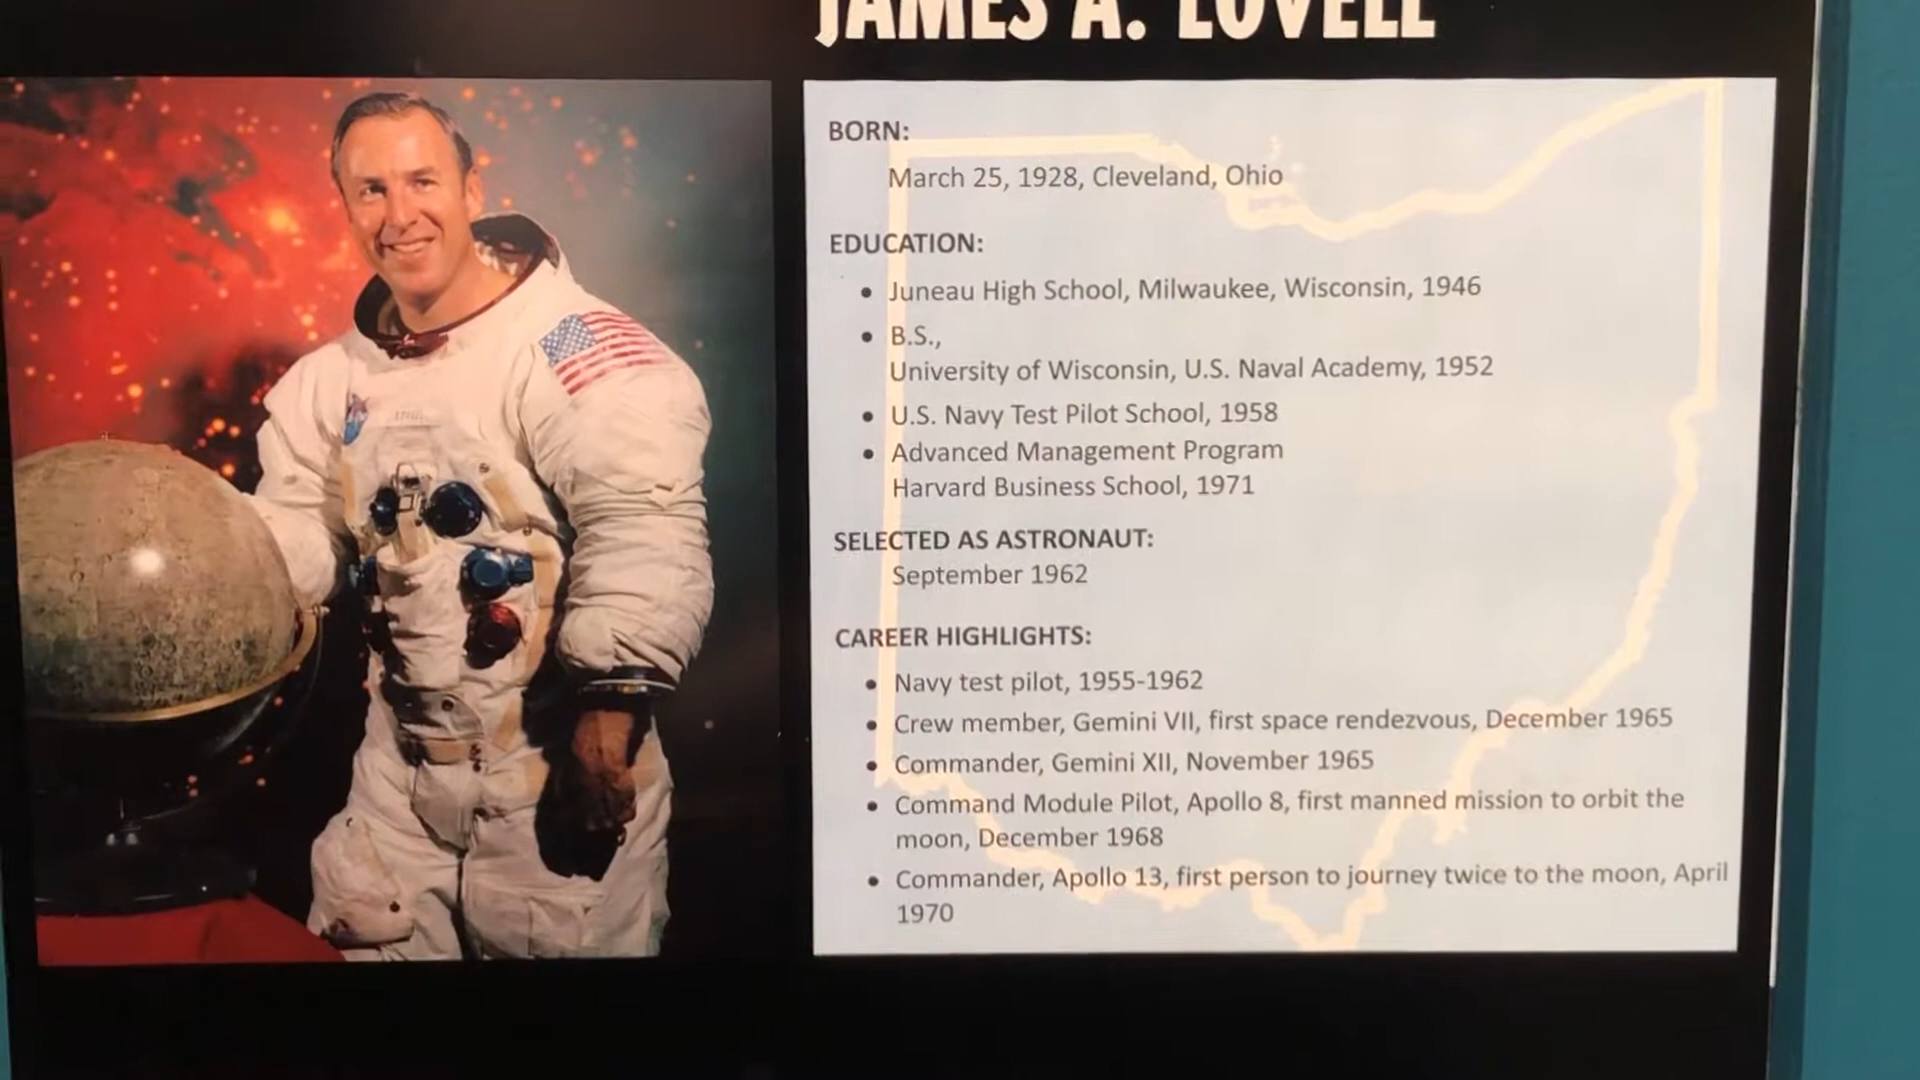 JAMES A. LOVELL
BORN:
March 25, 1928, Cleveland, Ohio
EDUCATION:
• Juneau High School, Milwaukee, Wisconsin, 1946
• B.S.,
University of Wisconsin, U.S. Naval Academy, 1952
• U.S. Navy Test Pilot School, 1958
• Advanced Management Program
Harvard Business School, 1971
SELECTED AS ASTRONAUT:
September 1962
CAREER HIGHLIGHTS:
• Navy test pilot, 1955-1962
• Crew member, Gemini VII, first space rendezvous, December 1965
• Commander, Gemini XII, November 1965
• Command Module Pilot, Apollo 8, first manned mission to orbit the
moon, December 1968
• Commander, Apollo 13, first person to journey twice to the moon, April
1970